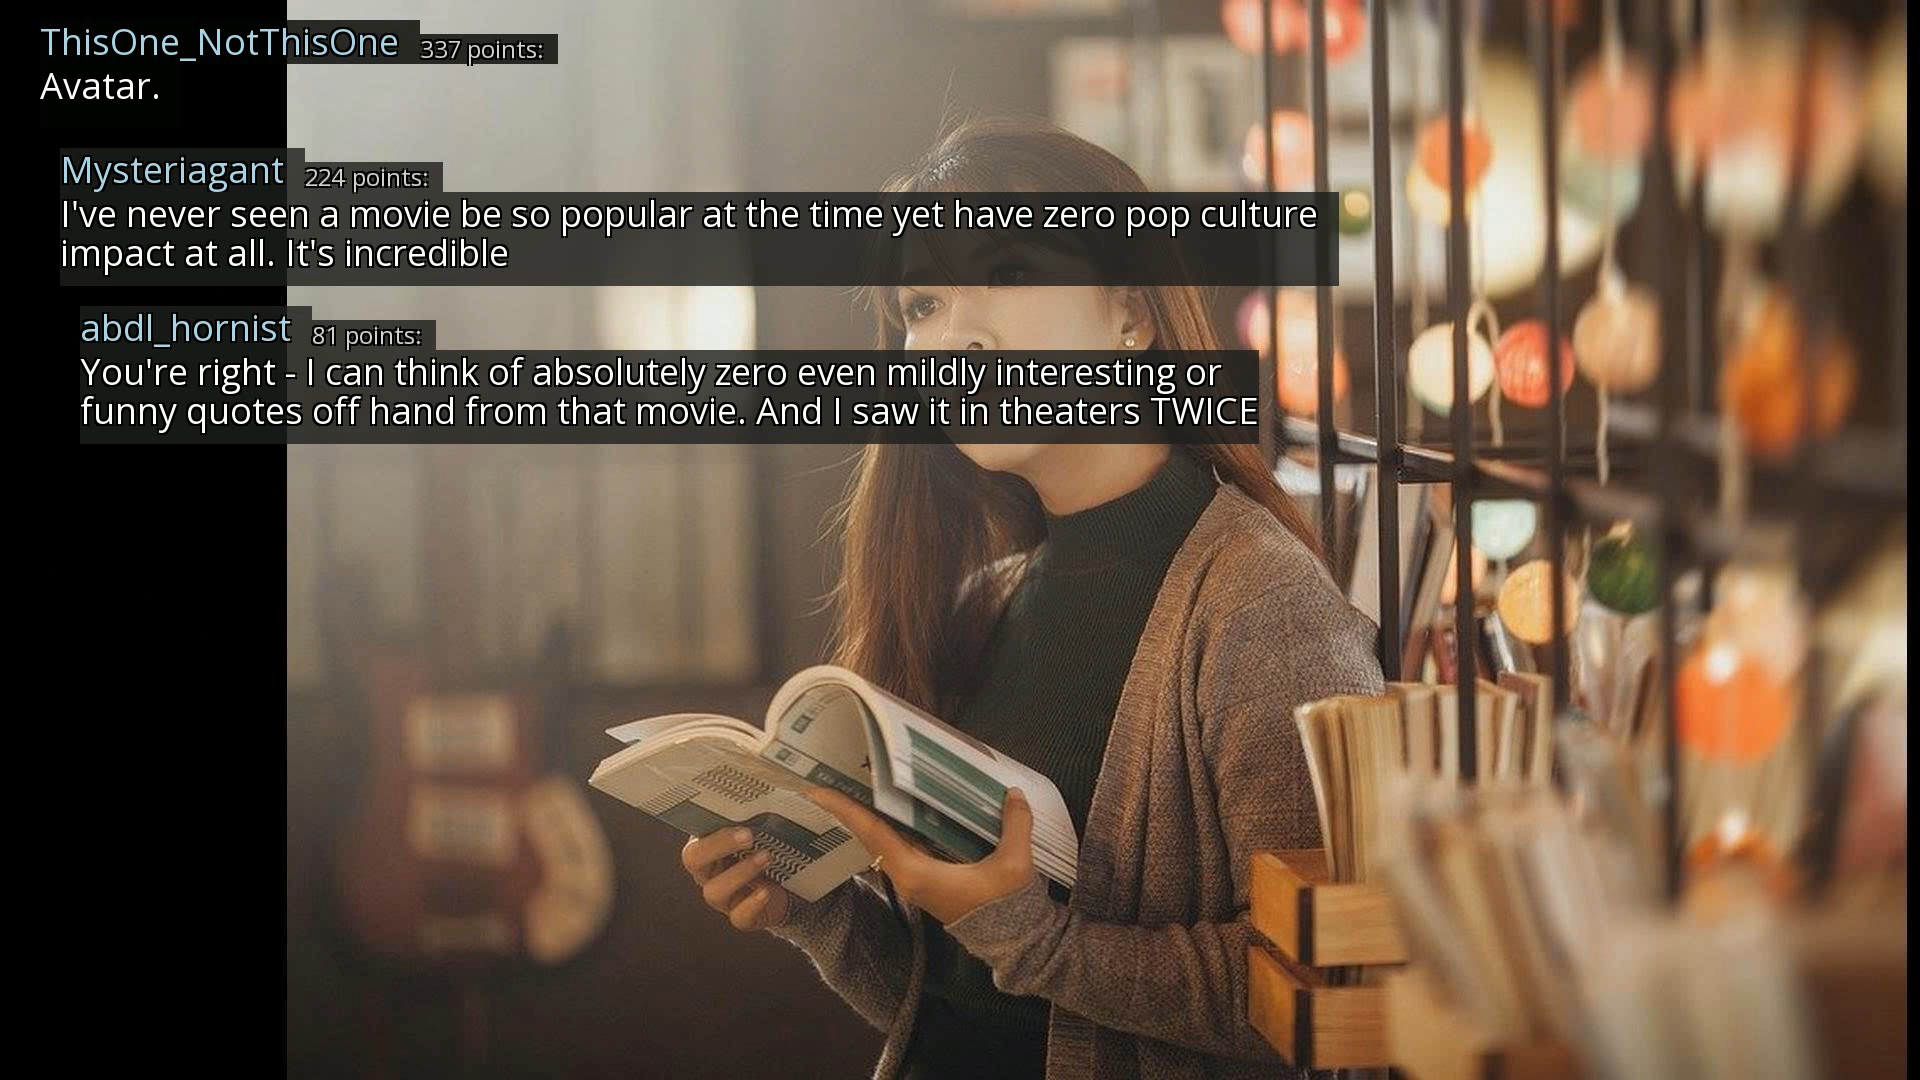 ThisOne_NotThisOne 337 points:
Avatar.
Mysteriagant 224 points:
I've never seen a movie be so popular at the time yet have zero pop culture
impact at all. It's incredible
abdl_hornist 81 points:
You're right - I can think of absolutely zero even mildly interesting or
funny quotes off hand from that movie. And I saw it in theaters TWICE